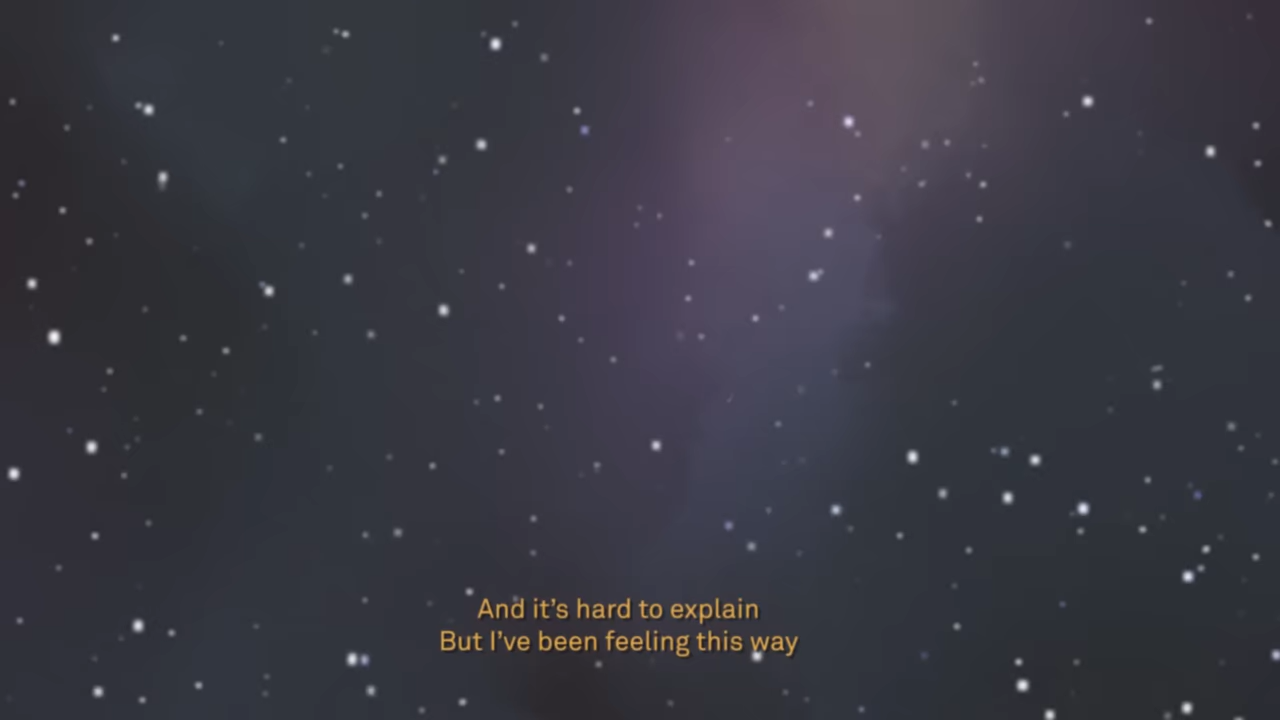 And it’s hard to explain
But I’ve been feeling this way